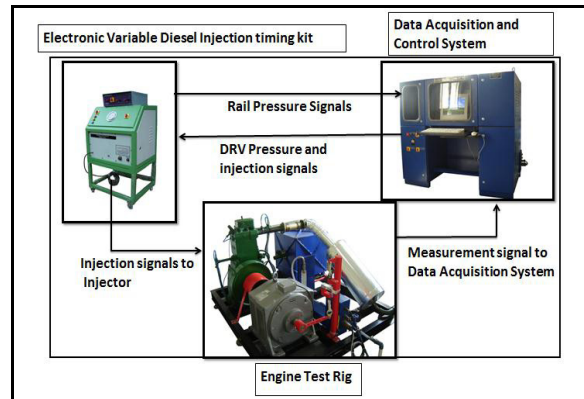 Electronic Variable Diesel Injection timing kit
Data Acquisition and
Control System
Rail Pressure Signals
DRV Pressure and
injection signals
Injection signals to
Injector
Measurement signal to
Data Acquisition System
Engine Test Rig